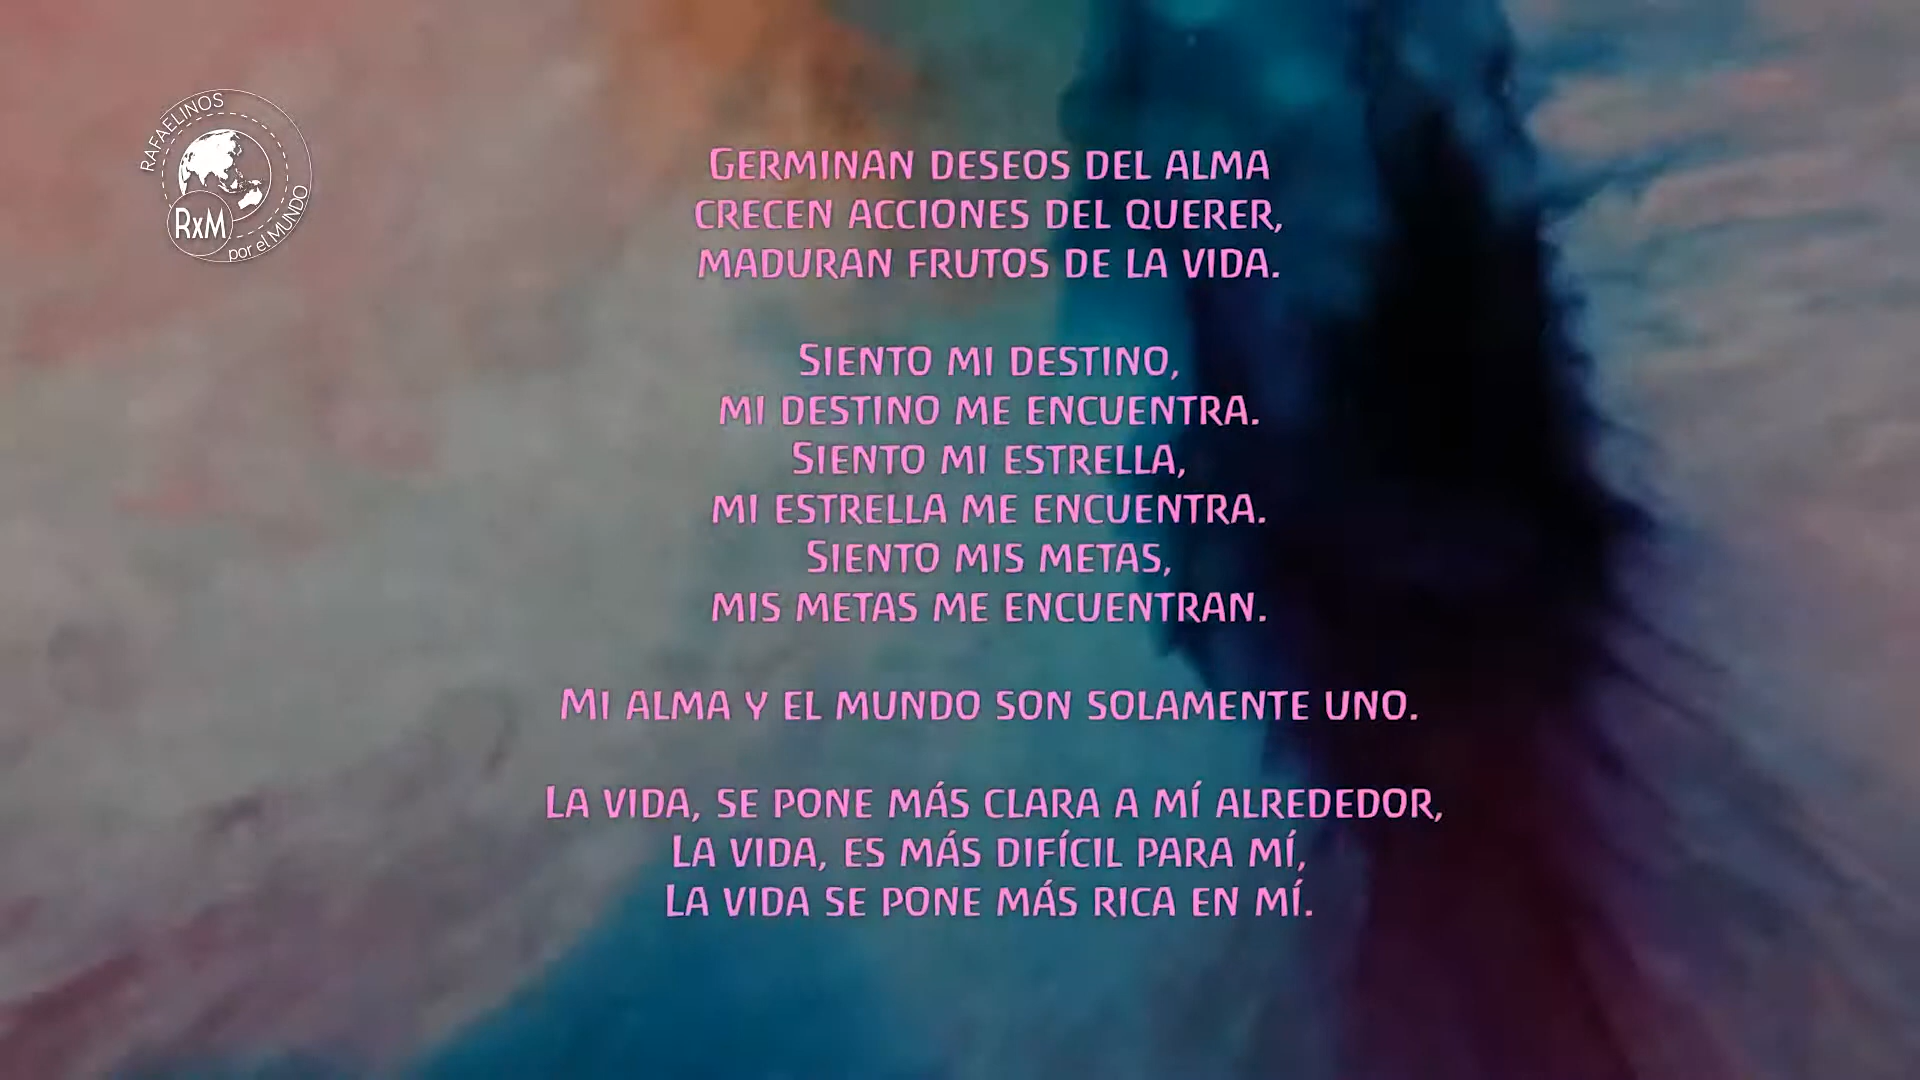 RAFAELINOS
RxM
por el MUNDO
Germinan deseos del alma
crecen acciones del querer,
maduran frutos de la vida.
Siento mi destino,
mi destino me encuentra.
Siento mi estrella,
mi estrella me encuentra.
Siento mis metas,
mis metas me encuentran.
Mi alma y el mundo son solamente uno.
La vida, se pone más clara a mí alrededor,
La vida, es más difícil para mí,
La vida se pone más rica en mí.